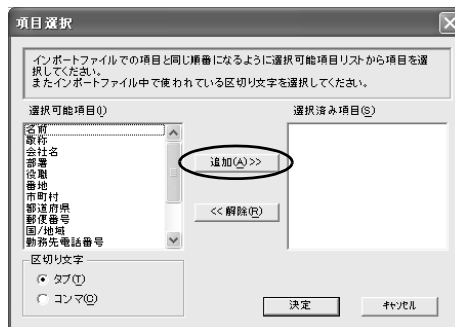 項目選択
インポートファイルでの項目と同じ順番になるように選択可能項目リストから項目を選
択してください。
またインポートファイル中で使われている区切り文字を選択してください。
選択可能項目(I)
選択済み項目(S)
名前
敬称
会社名
部署
役職
番地
市町村
都道府県
郵便番号
国/地域
勤務先電話番号
追加(A)>>
<<解除(R)
区切り文字
タブ(T)
コンマ(C)
決定
キャンセル